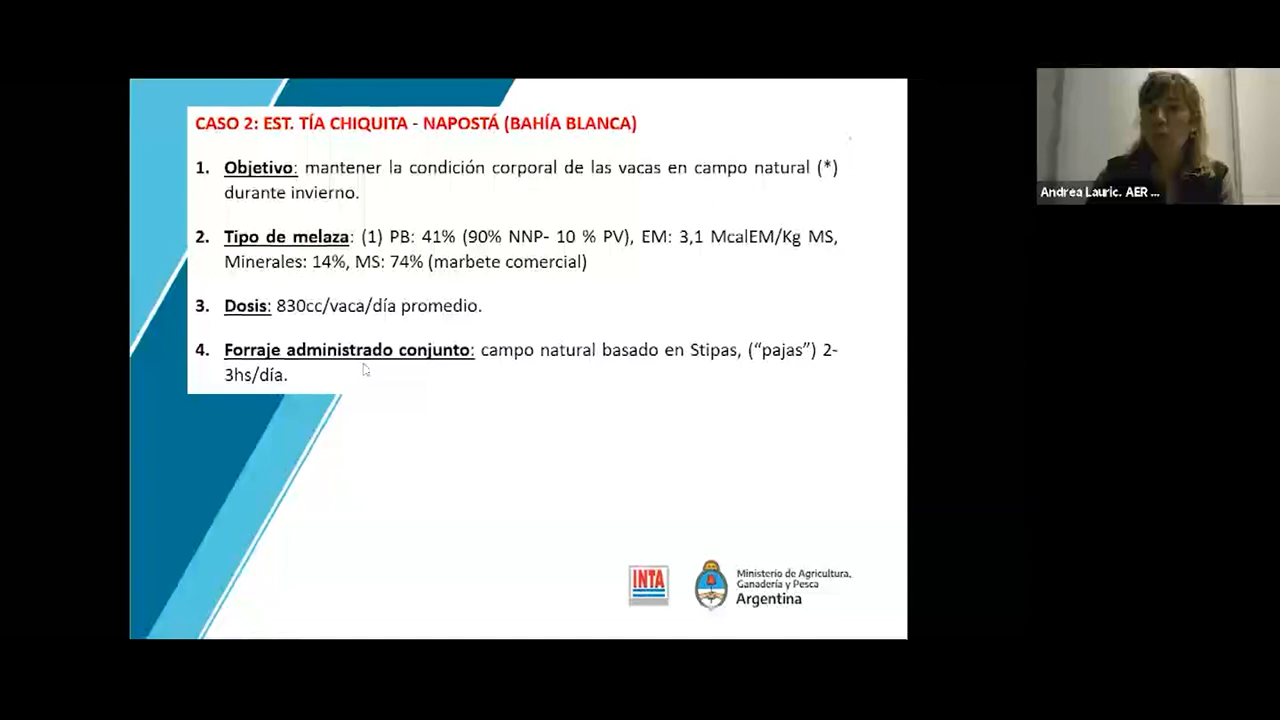 CASO 2: EST. TÍA CHIQUITA - NAPOSTÁ (BAHÍA BLANCA)
1. Objetivo: mantener la condición corporal de las vacas en campo natural (*)
durante invierno.
2. Tipo de melaza: (1) PB: 41% (90% NNP- 10 % PV), EM: 3,1 McalEM/Kg MS,
Minerales: 14%, MS: 74% (marbete comercial)
3. Dosis: 830cc/vaca/día promedio.
4. Forraje administrado conjunto: campo natural basado en Stipas, (“pajas”) 2-
3hs/día.
INTA
Ministerio de Agricultura,
Ganadería y Pesca
Argentina
Andrea Lauric. AER ...